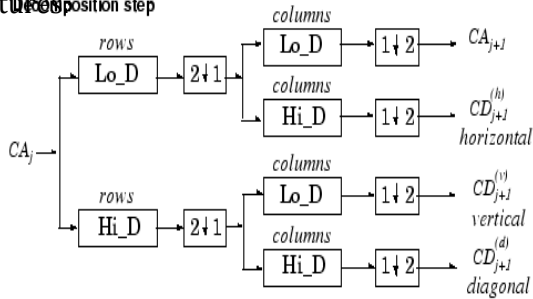 Decomposition step
columns
rows
Lo_D
2↓1
Lo_D
1↓2
CA_{j+1}
columns
Hi_D
1↓2
CD_{j+1}^{(h)}
horizontal
CA_j
rows
Hi_D
2↓1
columns
Lo_D
1↓2
CD_{j+1}^{(v)}
vertical
columns
Hi_D
1↓2
CD_{j+1}^{(d)}
diagonal